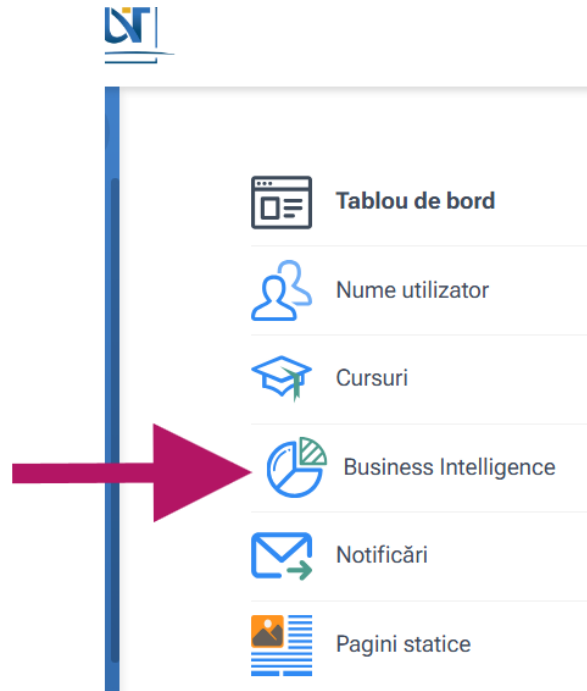 Tablou de bord
Nume utilizator
Cursuri
Business Intelligence
Notificări
Pagini statice